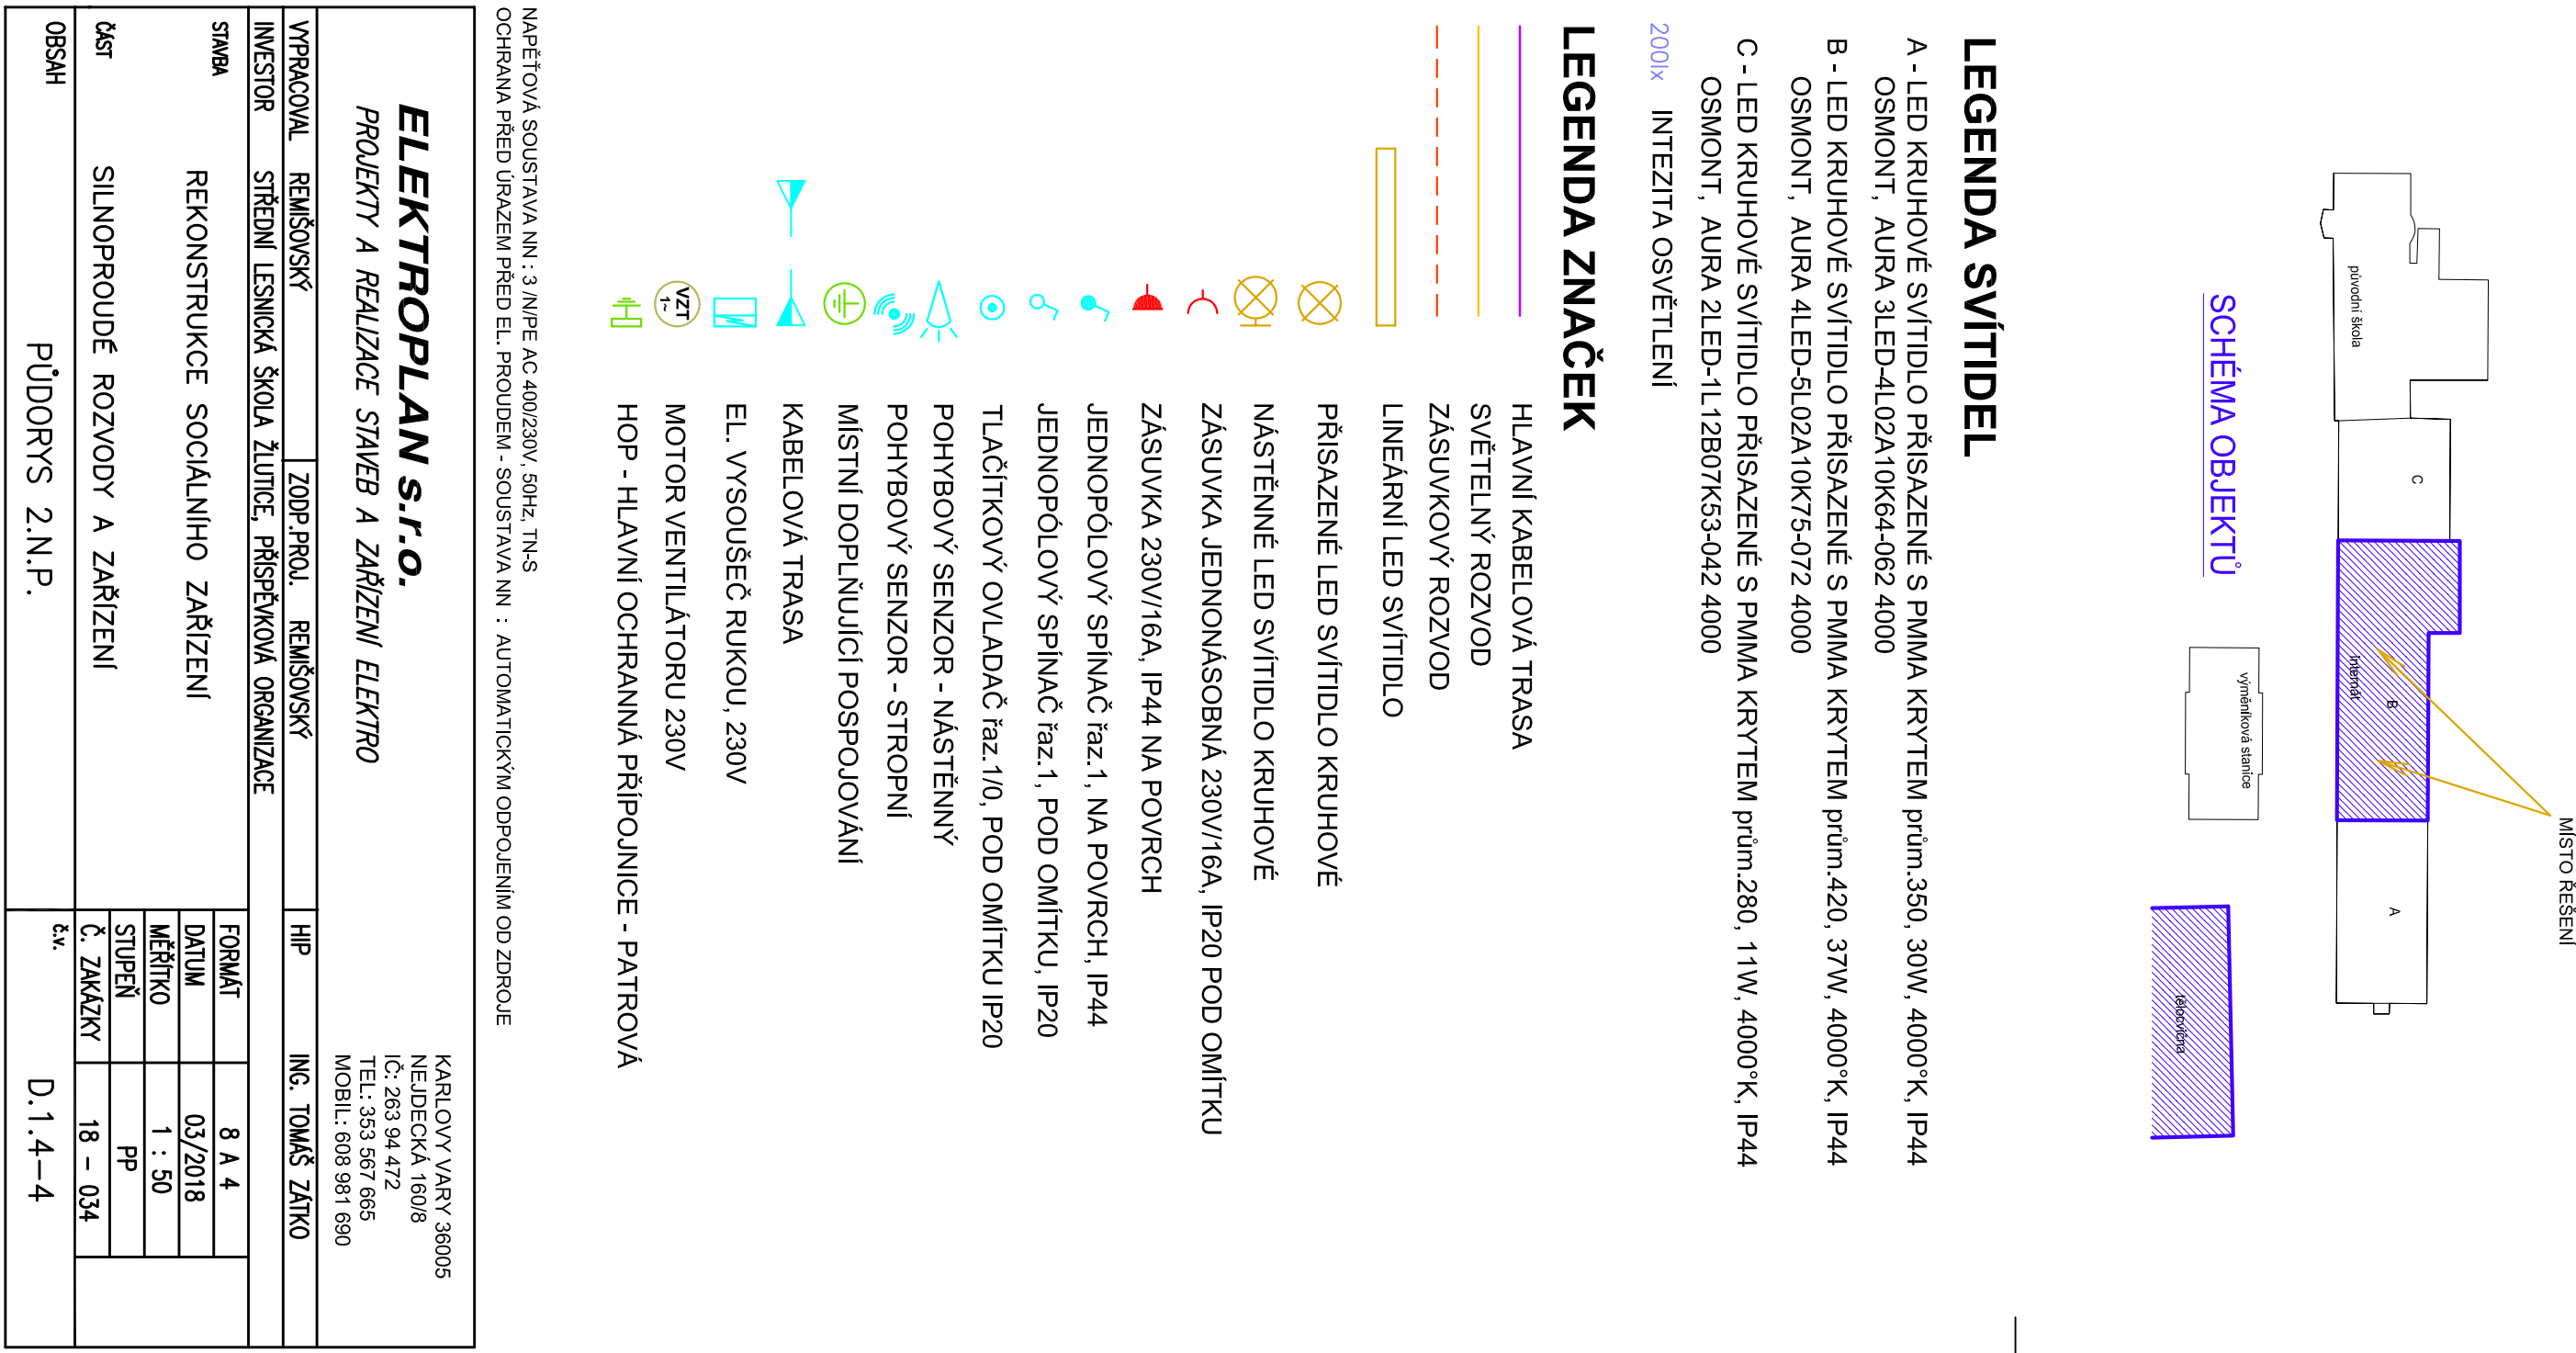 MÍSTO ŘEŠENÍ
původní škola
C
internát
B
A
SCHÉMA OBJEKTŮ
výměníková stanice
tělocvična
LEGENDA SVÍTIDEL
A - LED KRUHOVÉ SVÍTIDLO PŘISAZENÉ S PMMA KRYTEM prům.350, 30W, 4000°K, IP44
OSMONT, AURA 3LED-4L02A10K64-062 4000
B - LED KRUHOVÉ SVÍTIDLO PŘISAZENÉ S PMMA KRYTEM prům.420, 37W, 4000°K, IP44
OSMONT, AURA 4LED-5L02A10K75-072 4000
C - LED KRUHOVÉ SVÍTIDLO PŘISAZENÉ S PMMA KRYTEM prům.280, 11W, 4000°K, IP44
OSMONT, AURA 2LED-1L12B07K53-042 4000
200lx INTEZITA OSVĚTLENÍ
LEGENDA ZNAČEK
HLAVNÍ KABELOVÁ TRASA
SVĚTELNÝ ROZVOD
ZÁSUVKOVÝ ROZVOD
LINEÁRNÍ LED SVÍTIDLO
PŘISAZENÉ LED SVÍTIDLO KRUHOVÉ
NÁSTĚNNÉ LED SVÍTIDLO KRUHOVÉ
ZÁSUVKA JEDNONÁSOBNÁ 230V/16A, IP20 POD OMÍTKU
ZÁSUVKA 230V/16A, IP44 NA POVRCH
JEDNOPÓLOVÝ SPÍNAČ řaz.1, NA POVRCH, IP44
JEDNOPÓLOVÝ SPÍNAČ řaz.1, POD OMÍTKU, IP20
TLAČÍTKOVÝ OVLADAČ řaz.1/0, POD OMÍTKU IP20
POHYBOVÝ SENZOR - NÁSTĚNNÝ
POHYBOVÝ SENZOR - STROPNÍ
MÍSTNÍ DOPLŇUJÍCÍ POSPOJOVÁNÍ
KABELOVÁ TRASA
EL. VYSOUŠEČ RUKOU, 230V
VZT
1~
MOTOR VENTILÁTORU 230V
HOP - HLAVNÍ OCHRANNÁ PŘÍPOJNICE - PATROVÁ
NAPĚŤOVÁ SOUSTAVA NN : 3 /N/PE AC 400/230V, 50Hz, TN-S
OCHRANA PŘED ÚRAZEM PŘED EL. PROUDEM - SOUSTAVA NN : AUTOMATICKÝM ODPOJENÍM OD ZDROJE
ELEKTROPLAN s.r.o.
PROJEKTY A REALIZACE STAVEB A ZAŘÍZENÍ ELEKTRO
KARLOVY VARY 36005
NEJDECKÁ 160/8
IČ: 263 94 472
TEL.: 353 567 665
MOBIL: 608 981 690
VYPRACOVAL REMIŠOVSKÝ ZODP.PROJ. REMIŠOVSKÝ HIP ING. TOMÁŠ ZÁTKO
INVESTOR STŘEDNÍ LESNICKÁ ŠKOLA ŽLUTICE, PŘÍSPĚVKOVÁ ORGANIZACE
STAVBA REKONSTRUKCE SOCIÁLNÍHO ZAŘÍZENÍ
ČÁST SILNOPROUDÉ ROZVODY A ZAŘÍZENÍ
FORMÁT 8 A 4
DATUM 03/2018
MĚŘÍTKO 1 : 50
STUPEŇ PP
Č. ZAKÁZKY 18 - 034
OBSAH PŮDORYS 2.N.P.
č.v. D.1.4-4